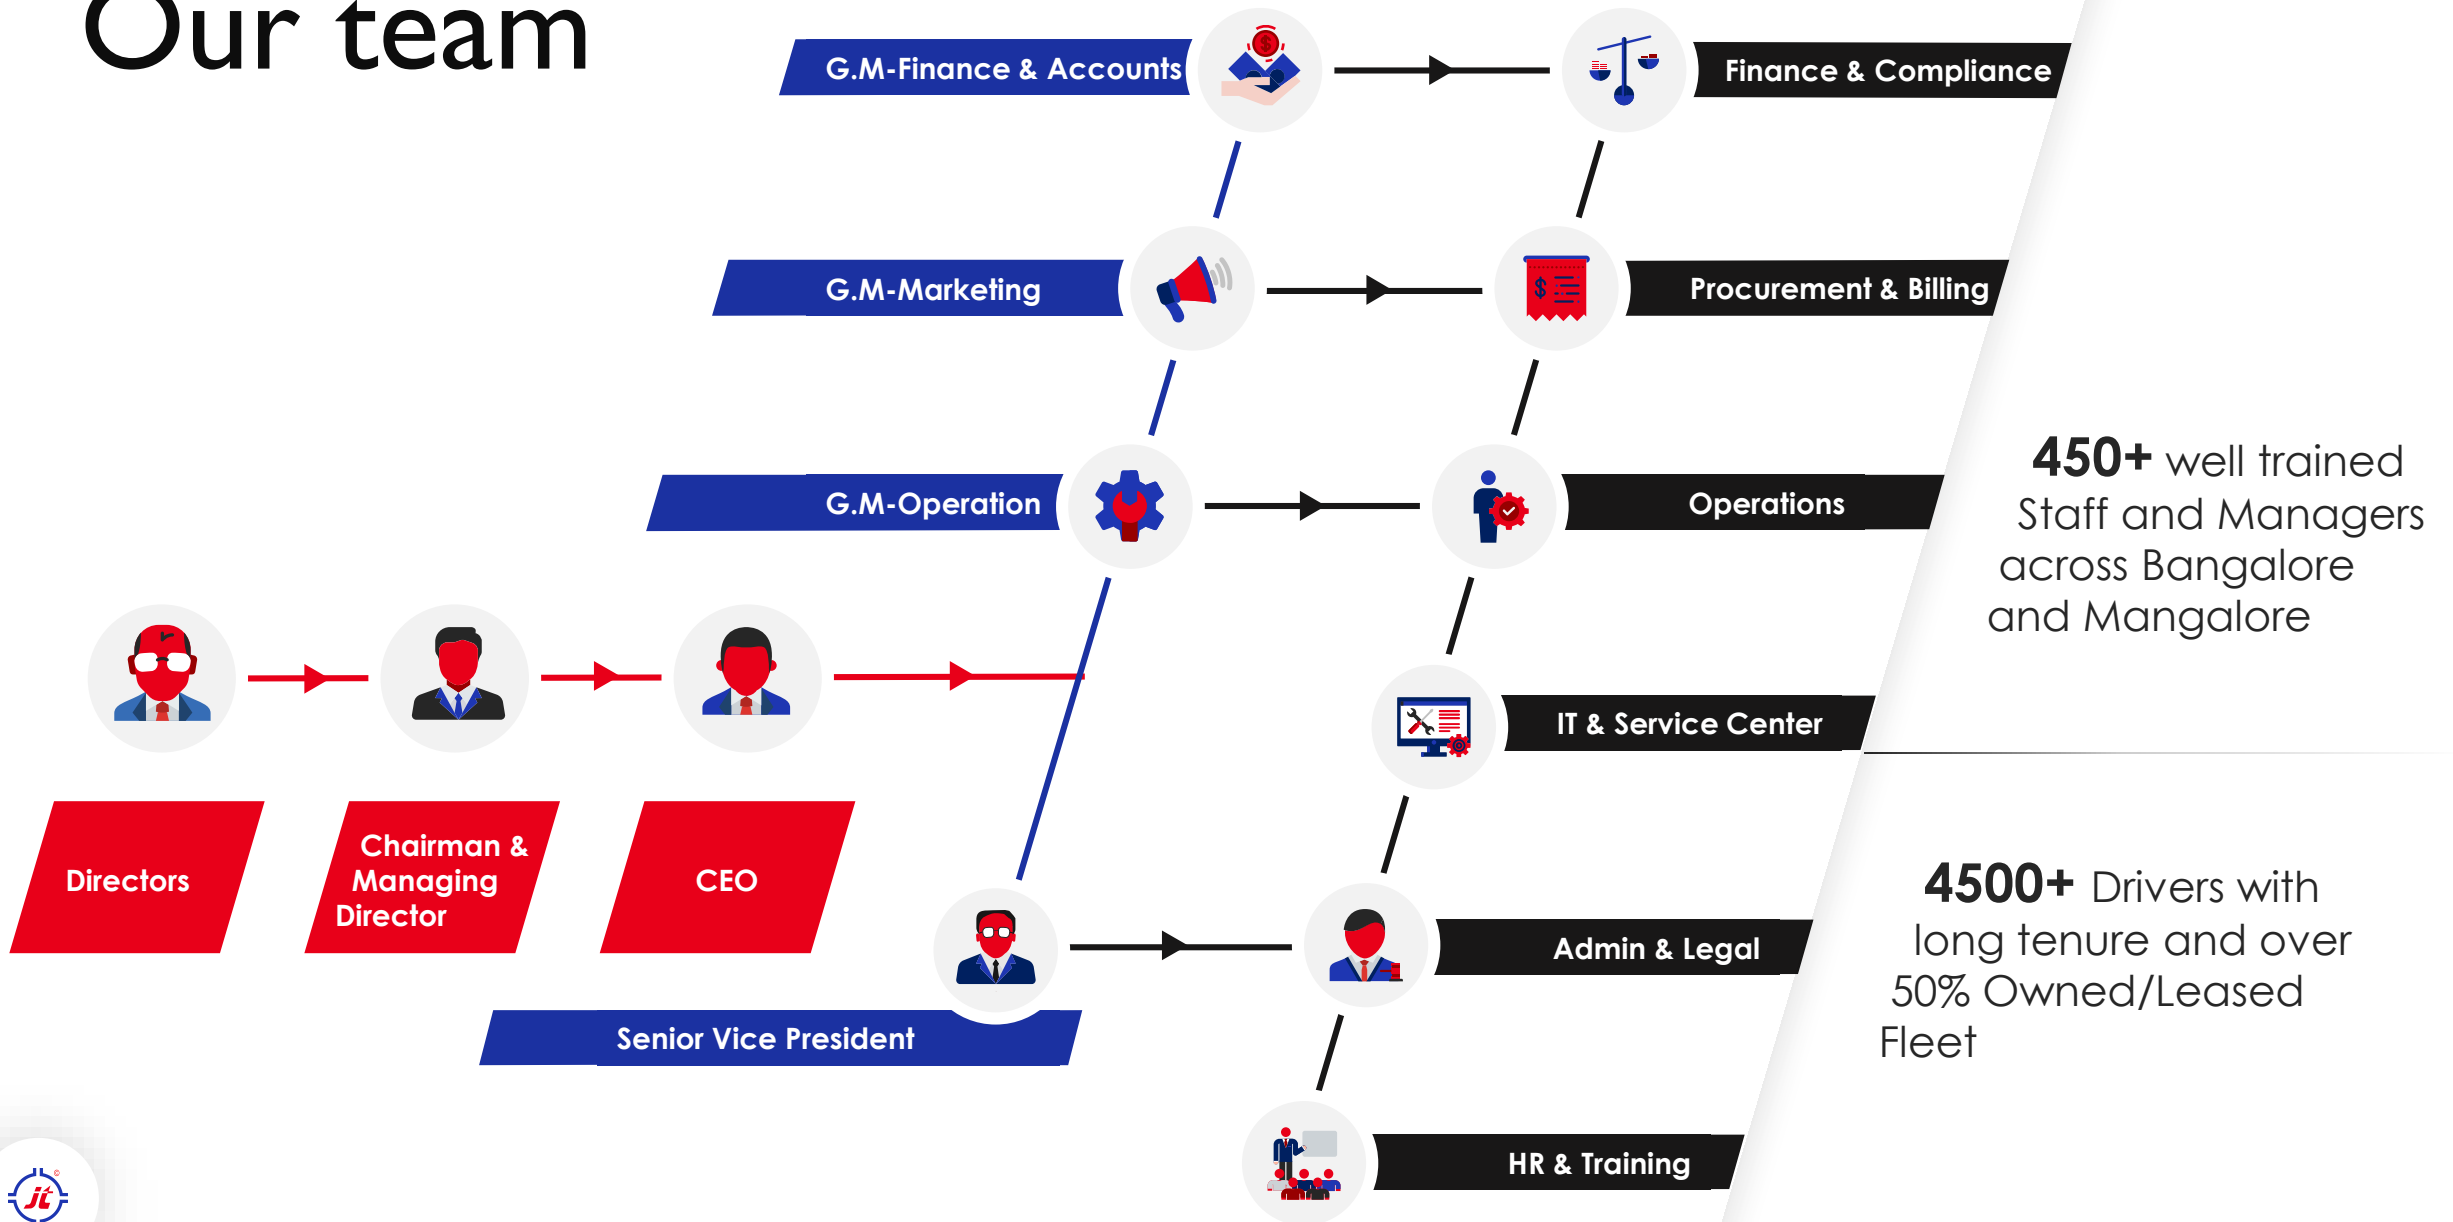 Our team
G.M-Finance & Accounts
Finance & Compliance
G.M-Marketing
Procurement & Billing
G.M-Operation
Operations
IT & Service Center
Directors
Chairman &
Managing
Director
CEO
Senior Vice President
Admin & Legal
HR & Training
450+ well trained
Staff and Managers
across Bangalore
and Mangalore
4500+ Drivers with
long tenure and over
50% Owned/Leased
Fleet
jt
©